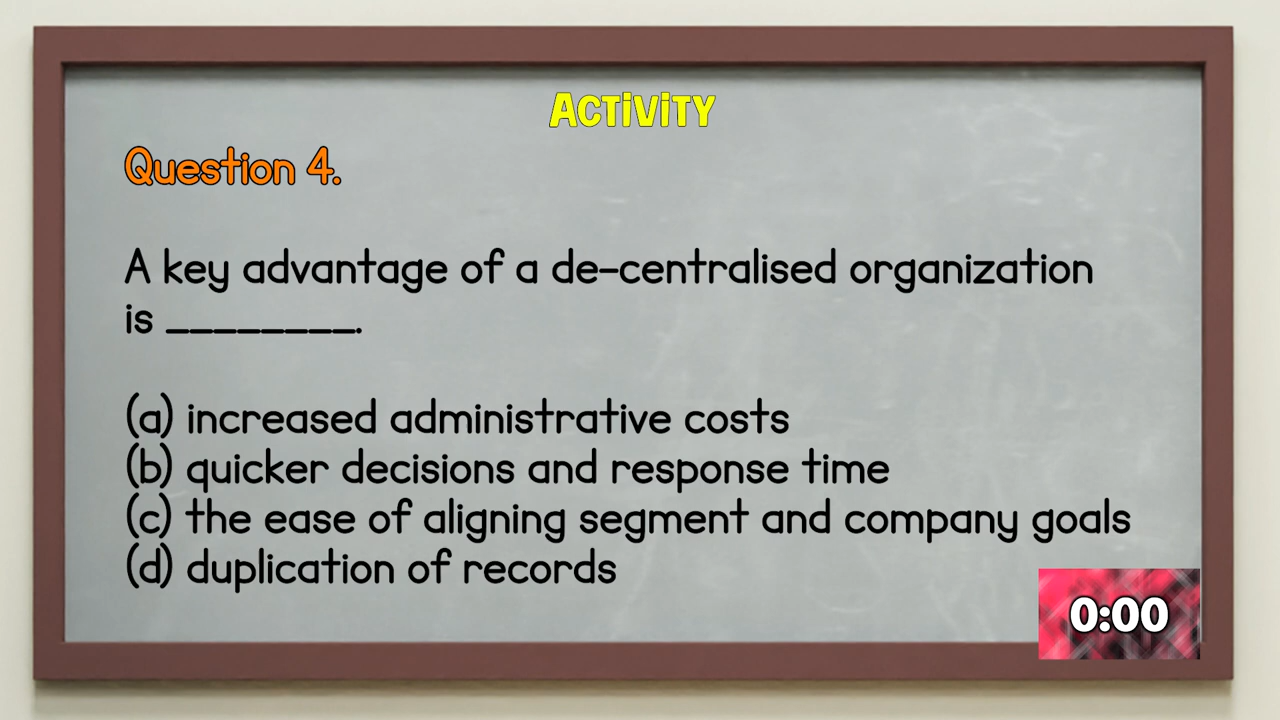 ACTiViTY
Question 4.
A key advantage of a de-centralised organization
is ________.
(a) increased administrative costs
(b) quicker decisions and response time
(c) the ease of aligning segment and company goals
(d) duplication of records
0:00